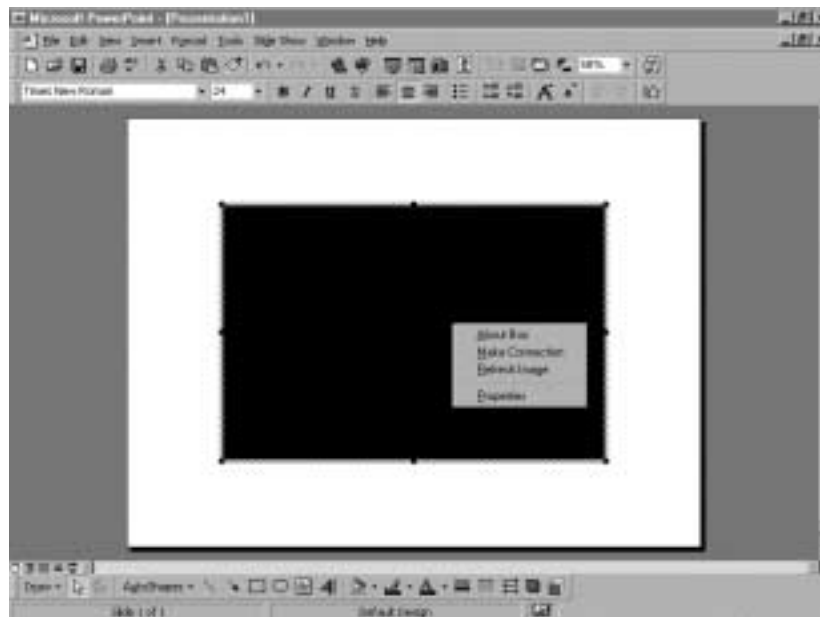 Microsoft PowerPoint - [Presentation1]
File Edit View Insert Format Tools Slide Show Window Help
Times New Roman 24
About Box
Make Connection
Refresh Image
Properties
Draw AutoShapes
Slide 1 of 1 Default Design